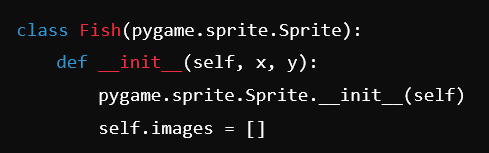 class Fish(pygame.sprite.Sprite):
    def __init__(self, x, y):
        pygame.sprite.Sprite.__init__(self)
        self.images = []